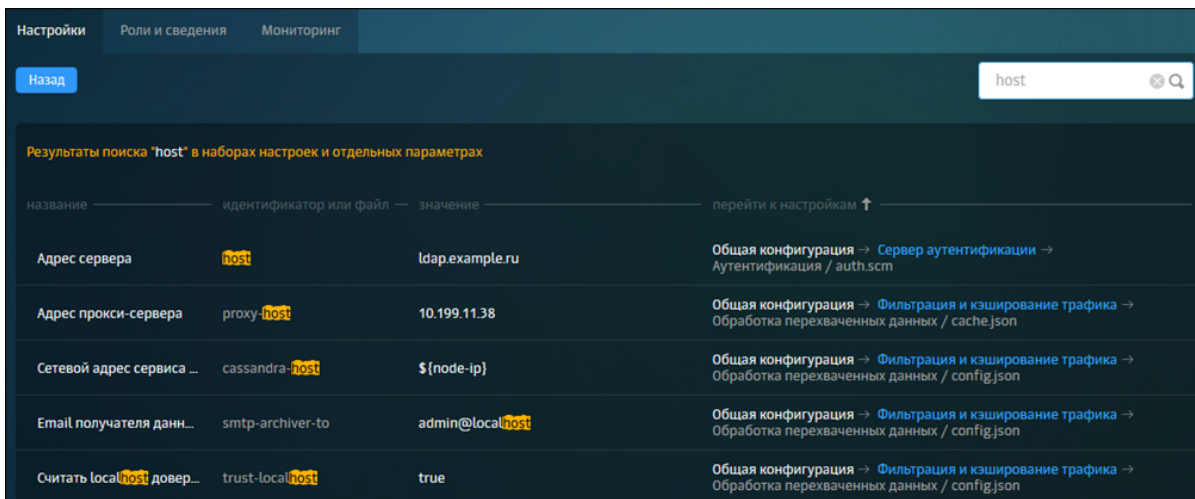 Настройки Роли и сведения Мониторинг
Назад host
Результаты поиска "host" в наборах настроек и отдельных параметрах
название идентификатор или файл значение перейти к настройкам ↑
Адрес сервера host ldap.example.ru Общая конфигурация → Сервер аутентификации →
Аутентификация / auth.scm
Адрес прокси-сервера proxy-host 10.199.11.38 Общая конфигурация → Фильтрация и кэширование трафика →
Обработка перехваченных данных / cache.json
Сетевой адрес сервиса ... cassandra-host ${node-ip} Общая конфигурация → Фильтрация и кэширование трафика →
Обработка перехваченных данных / config.json
Email получателя данн... smtp-archiver-to admin@localhost Общая конфигурация → Фильтрация и кэширование трафика →
Обработка перехваченных данных / config.json
Считать localhost довер... trust-localhost true Общая конфигурация → Фильтрация и кэширование трафика →
Обработка перехваченных данных / config.json